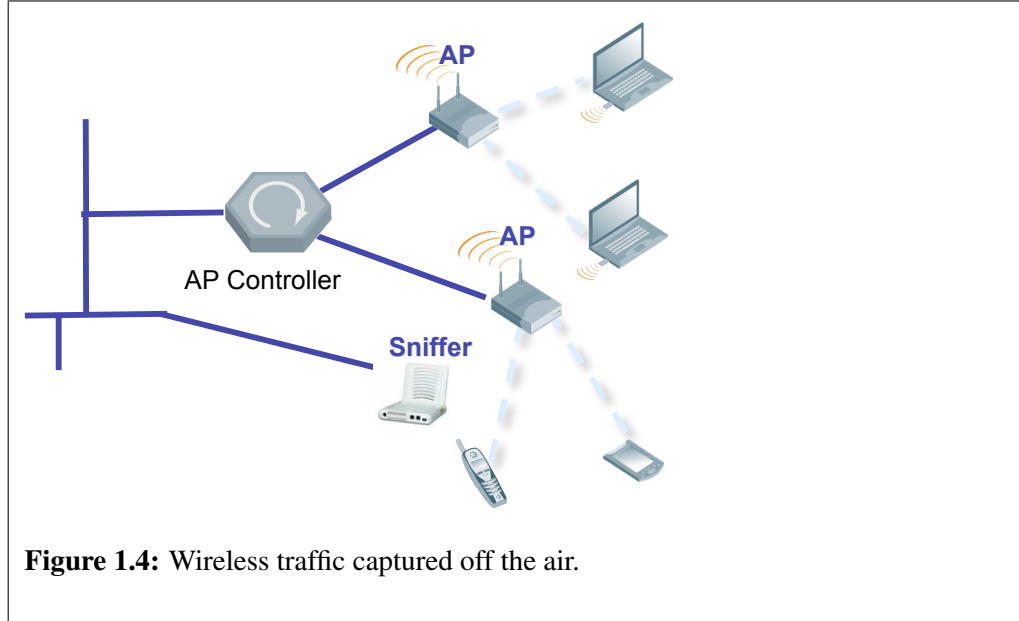 AP
AP
AP Controller
Sniffer
Figure 1.4: Wireless traffic captured off the air.